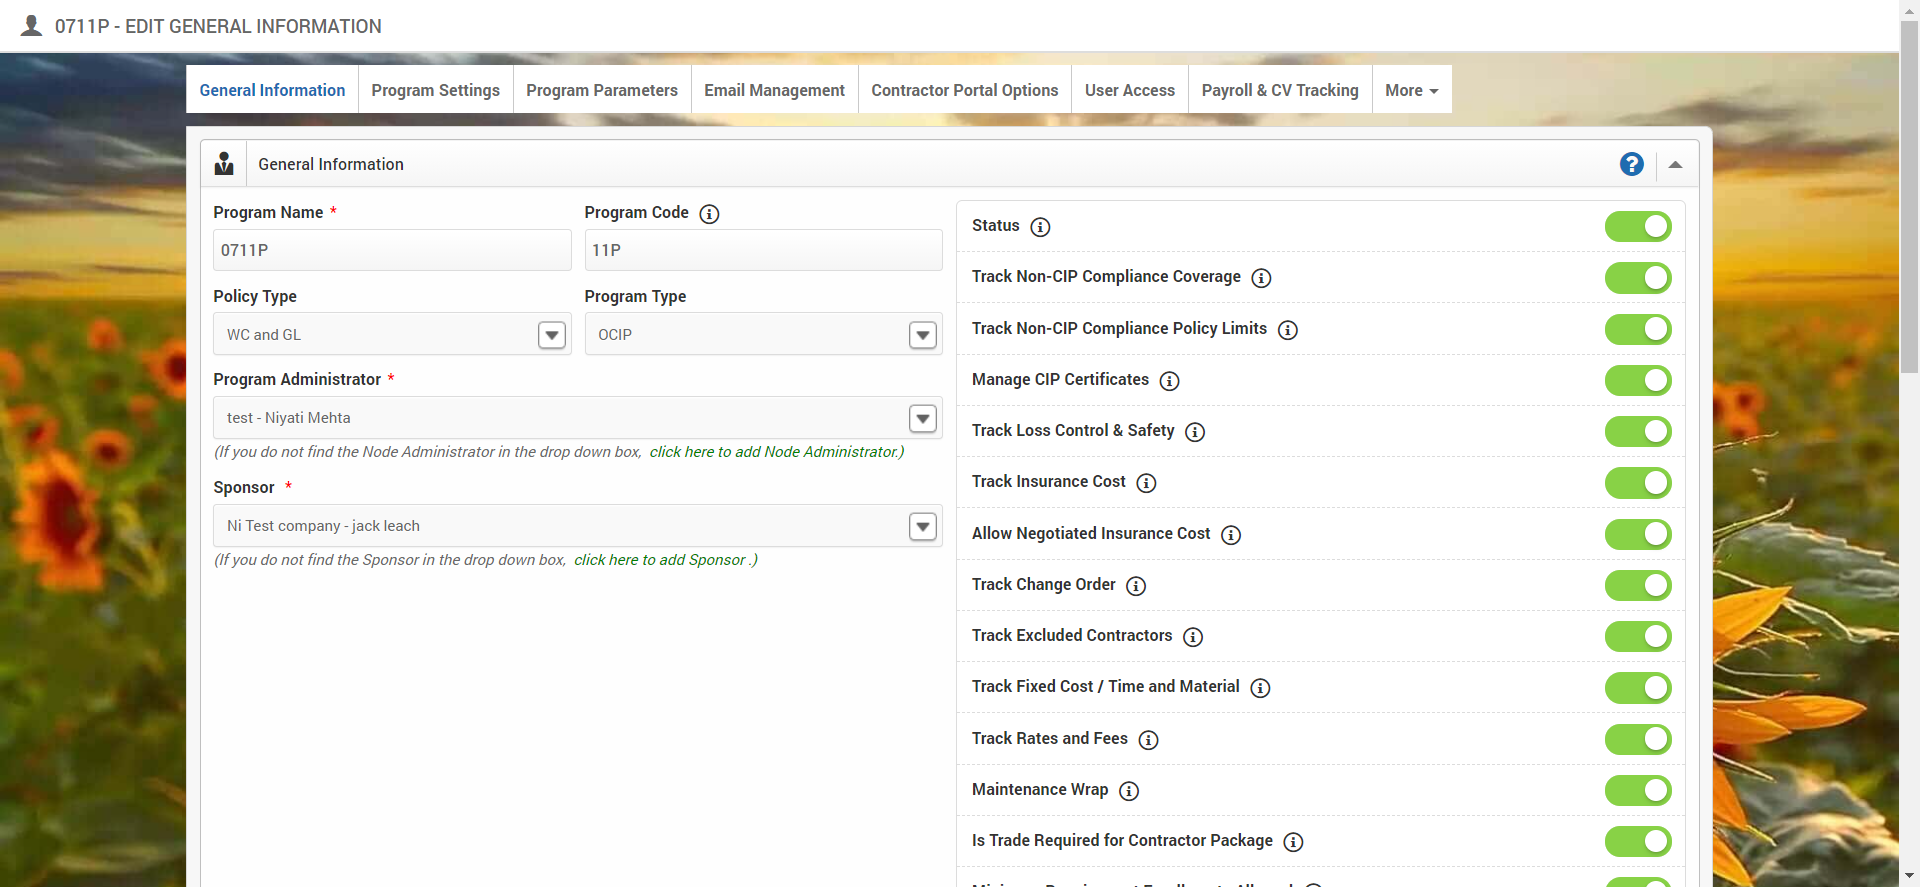 0711P - EDIT GENERAL INFORMATION
General Information
Program Settings
Program Parameters
Email Management
Contractor Portal Options
User Access
Payroll & CV Tracking
More
General Information
Program Name *
0711P
Program Code
11P
Policy Type
WC and GL
Program Type
OCIP
Program Administrator *
test - Niyati Mehta
(If you do not find the Node Administrator in the drop down box, click here to add Node Administrator.)
Sponsor *
Ni Test company - jack leach
(If you do not find the Sponsor in the drop down box, click here to add Sponsor .)
Status
Track Non-CIP Compliance Coverage
Track Non-CIP Compliance Policy Limits
Manage CIP Certificates
Track Loss Control & Safety
Track Insurance Cost
Allow Negotiated Insurance Cost
Track Change Order
Track Excluded Contractors
Track Fixed Cost / Time and Material
Track Rates and Fees
Maintenance Wrap
Is Trade Required for Contractor Package